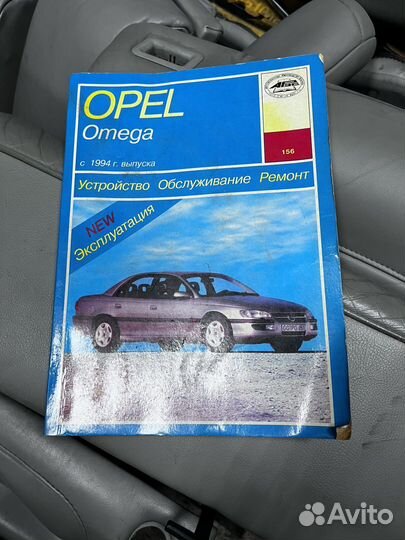 OPEL
Omega
с 1994 г. выпуска
156
Устройство Обслуживание Ремонт
NEW
Эксплуатация
Avito